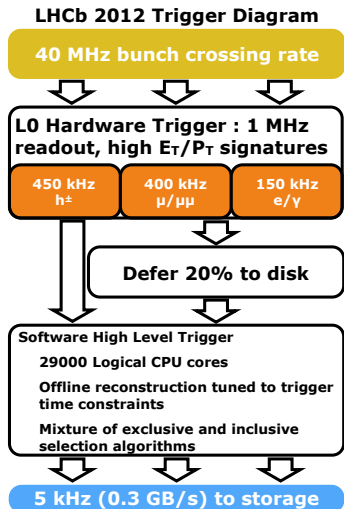 LHCb 2012 Trigger Diagram
40 MHz bunch crossing rate
L0 Hardware Trigger : 1 MHz
readout, high ET/PT signatures
450 kHz
h±
400 kHz
μ/μμ
150 kHz
e/γ
Defer 20% to disk
Software High Level Trigger
29000 Logical CPU cores
Offline reconstruction tuned to trigger
time constraints
Mixture of exclusive and inclusive
selection algorithms
5 kHz (0.3 GB/s) to storage